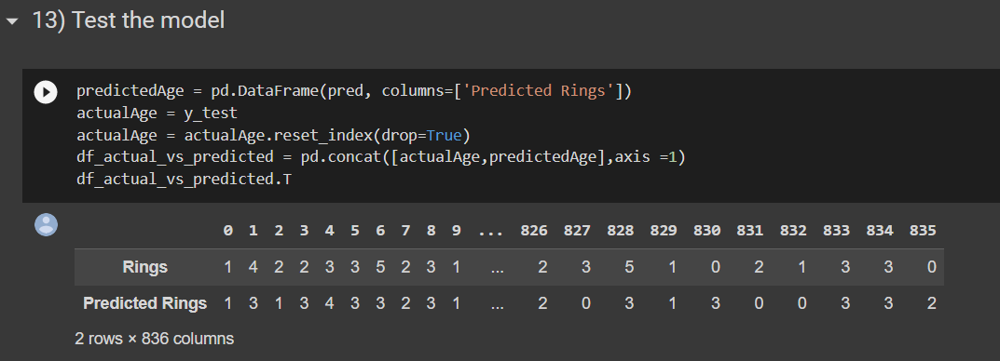 13) Test the model
predictedAge = pd.DataFrame(pred, columns=['Predicted Rings'])
actualAge = y_test
actualAge = actualAge.reset_index(drop=True)
df_actual_vs_predicted = pd.concat([actualAge,predictedAge],axis =1)
df_actual_vs_predicted.T
0 1 2 3 4 5 6 7 8 9 ... 826 827 828 829 830 831 832 833 834 835
Rings 1 4 2 2 3 3 5 2 3 1 ... 2 3 5 1 0 2 1 3 3 0
Predicted Rings 1 3 1 3 4 3 3 2 3 1 ... 2 0 3 1 3 0 0 3 3 2
2 rows × 836 columns